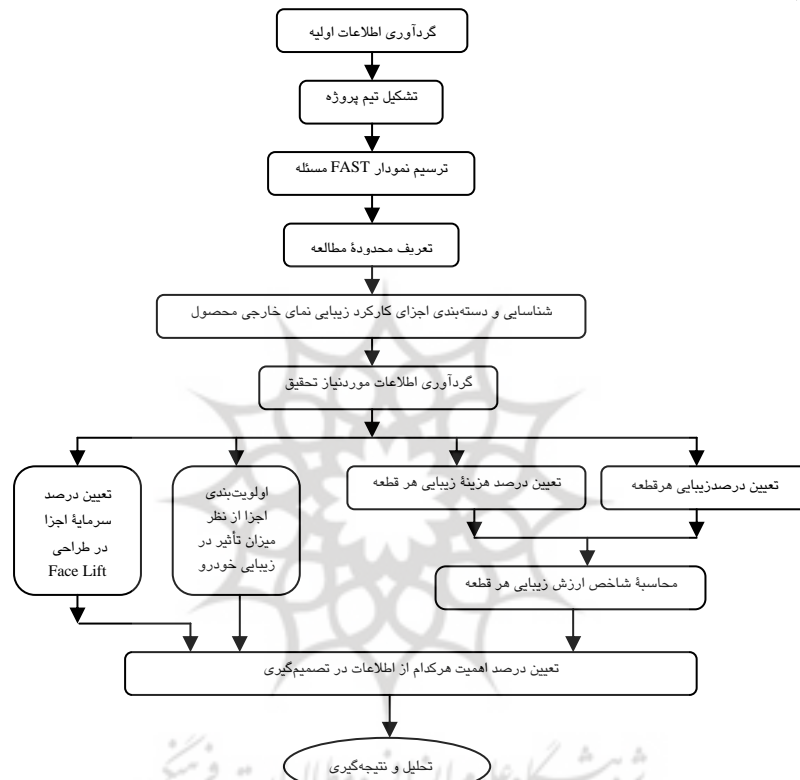 گردآوری اطلاعات اولیه
تشکیل تیم پروژه
ترسیم نمودار FAST مسئله
تعریف محدودهٔ مطالعه
شناسایی و دسته‌بندی اجزای کارکرد زیبایی نمای خارجی محصول
گردآوری اطلاعات موردنیاز تحقیق
تعیین درصدزیبایی هرقطعه
تعیین درصد هزینهٔ زیبایی هر قطعه
اولویت‌بندی
اجزا از نظر
میزان تأثیر در
زیبایی خودرو
تعیین درصد
سرمایهٔ اجزا
در طراحی
Face Lift
محاسبهٔ شاخص ارزش زیبایی هر قطعه
تعیین درصد اهمیت هرکدام از اطلاعات در تصمیم‌گیری
تحلیل و نتیجه‌گیری